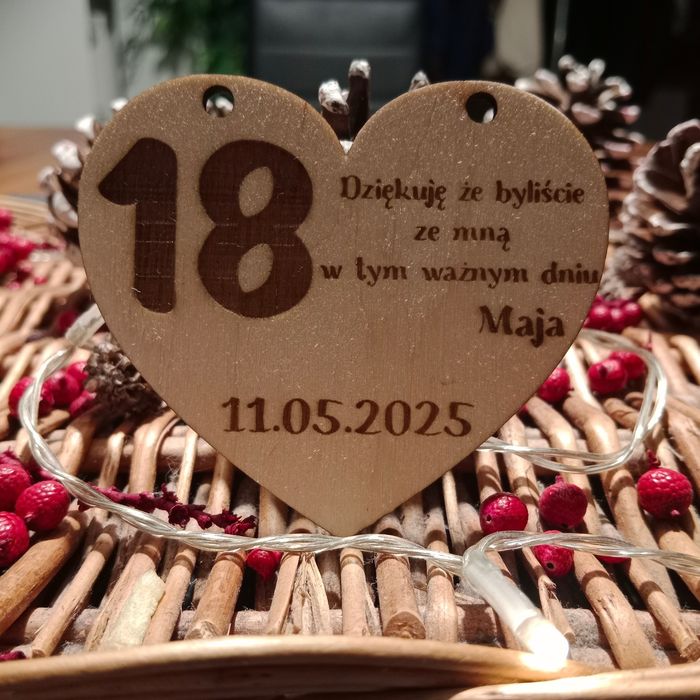 18
Dziękuję że byliście
ze mną
w tym ważnym dniu
Maja
11.05.2025